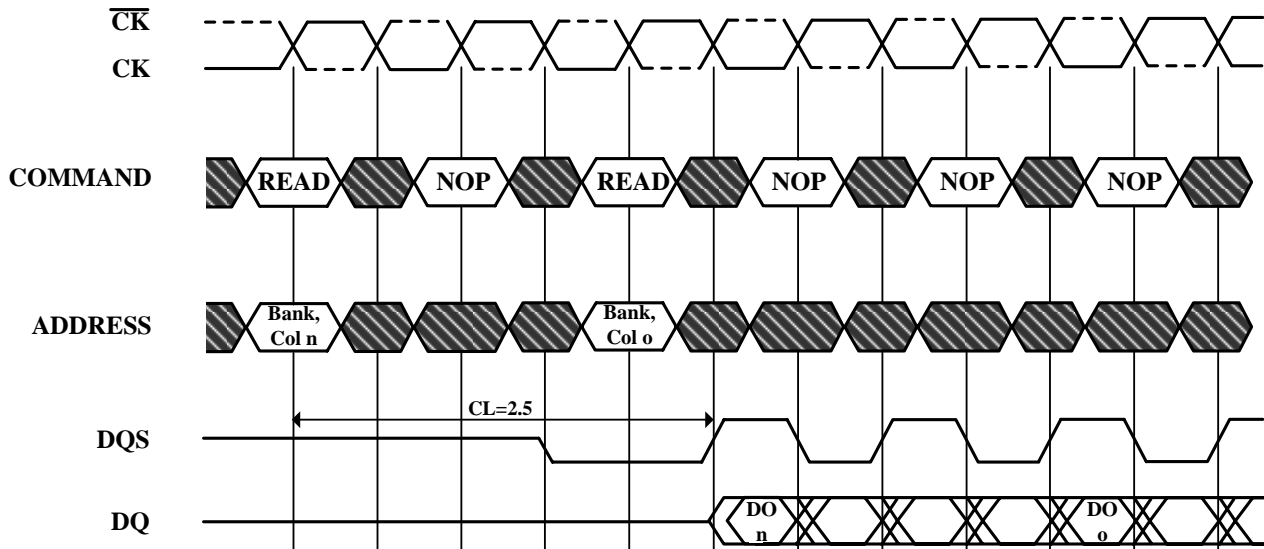 CK
CK
COMMAND
READ
NOP
READ
NOP
NOP
NOP
ADDRESS
Bank,
Col n
Bank,
Col o
CL=2.5
DQS
DQ
DO
n
DO
o